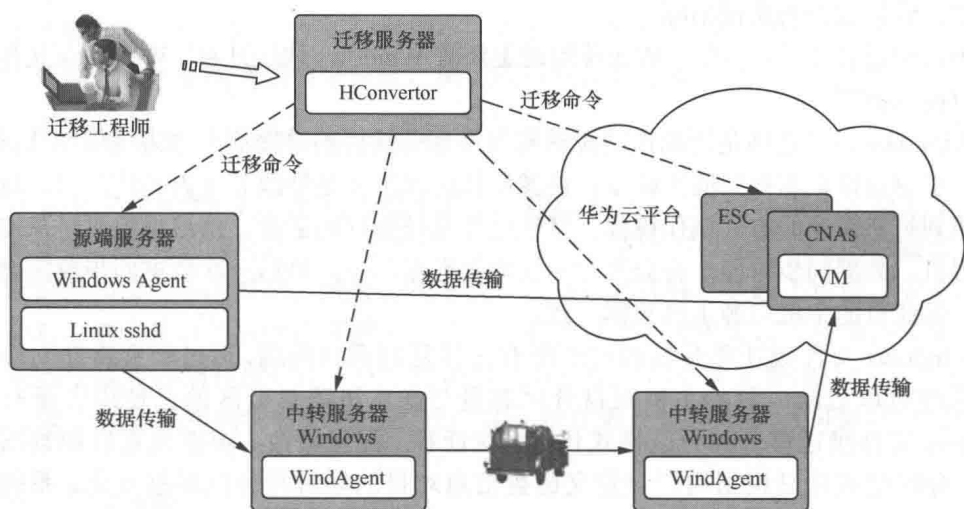 迁移服务器
HConvertor
迁移工程师
迁移命令
迁移命令
华为云平台
ESC
CNAs
VM
源端服务器
Windows Agent
Linux sshd
数据传输
数据传输
数据传输
中转服务器
Windows
WindAgent
中转服务器
Windows
WindAgent